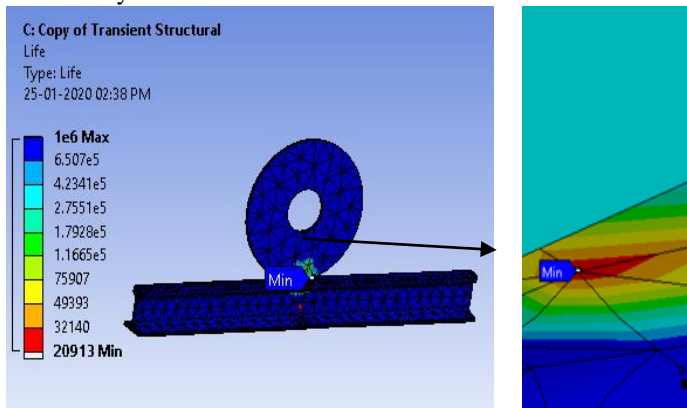 C: Copy of Transient Structural
Life
Type: Life
25-01-2020 02:38 PM
1e6 Max
6.507e5
4.2341e5
2.7551e5
1.7928e5
1.1665e5
75907
49393
32140
20913 Min
Min
Min